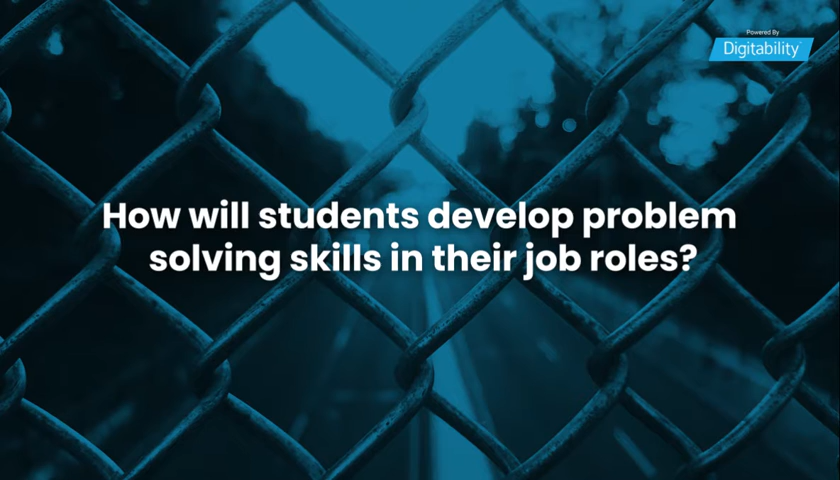 Powered By
Digitability
How will students develop problem
solving skills in their job roles?